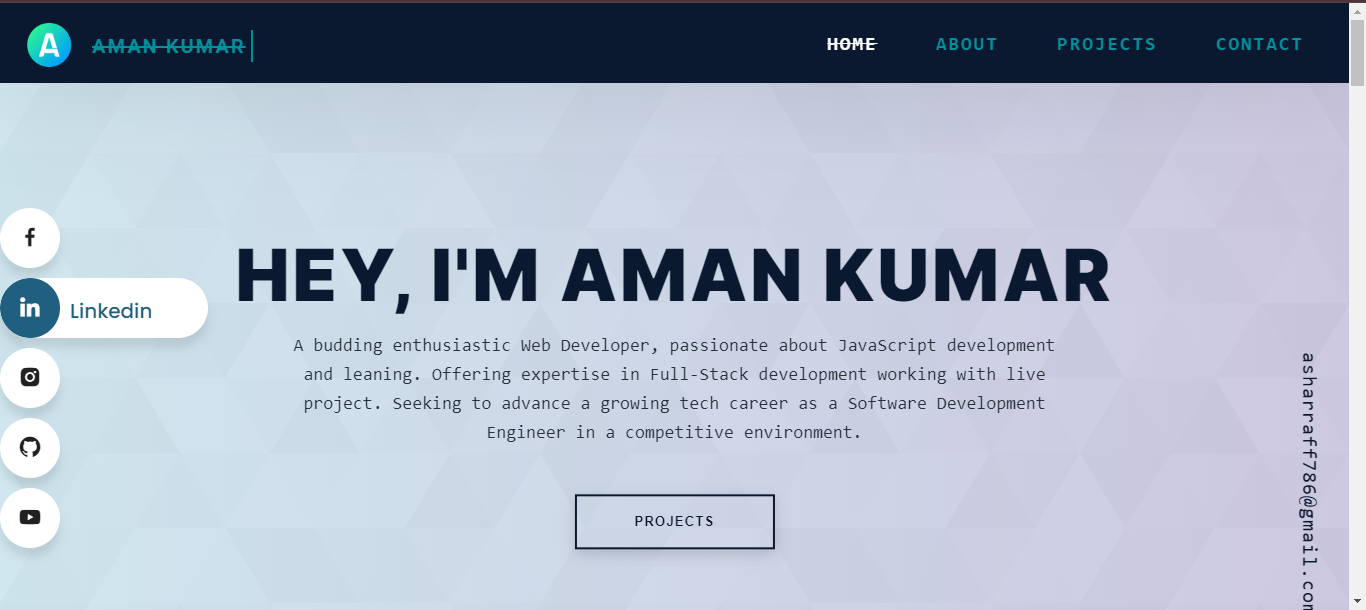 A AMAN KUMAR
HOME ABOUT PROJECTS CONTACT
Linkedin
HEY, I'M AMAN KUMAR
A budding enthusiastic Web Developer, passionate about JavaScript development
and leaning. Offering expertise in Full-Stack development working with live
project. Seeking to advance a growing tech career as a Software Development
Engineer in a competitive environment.
PROJECTS
asharraff786@gmail.com